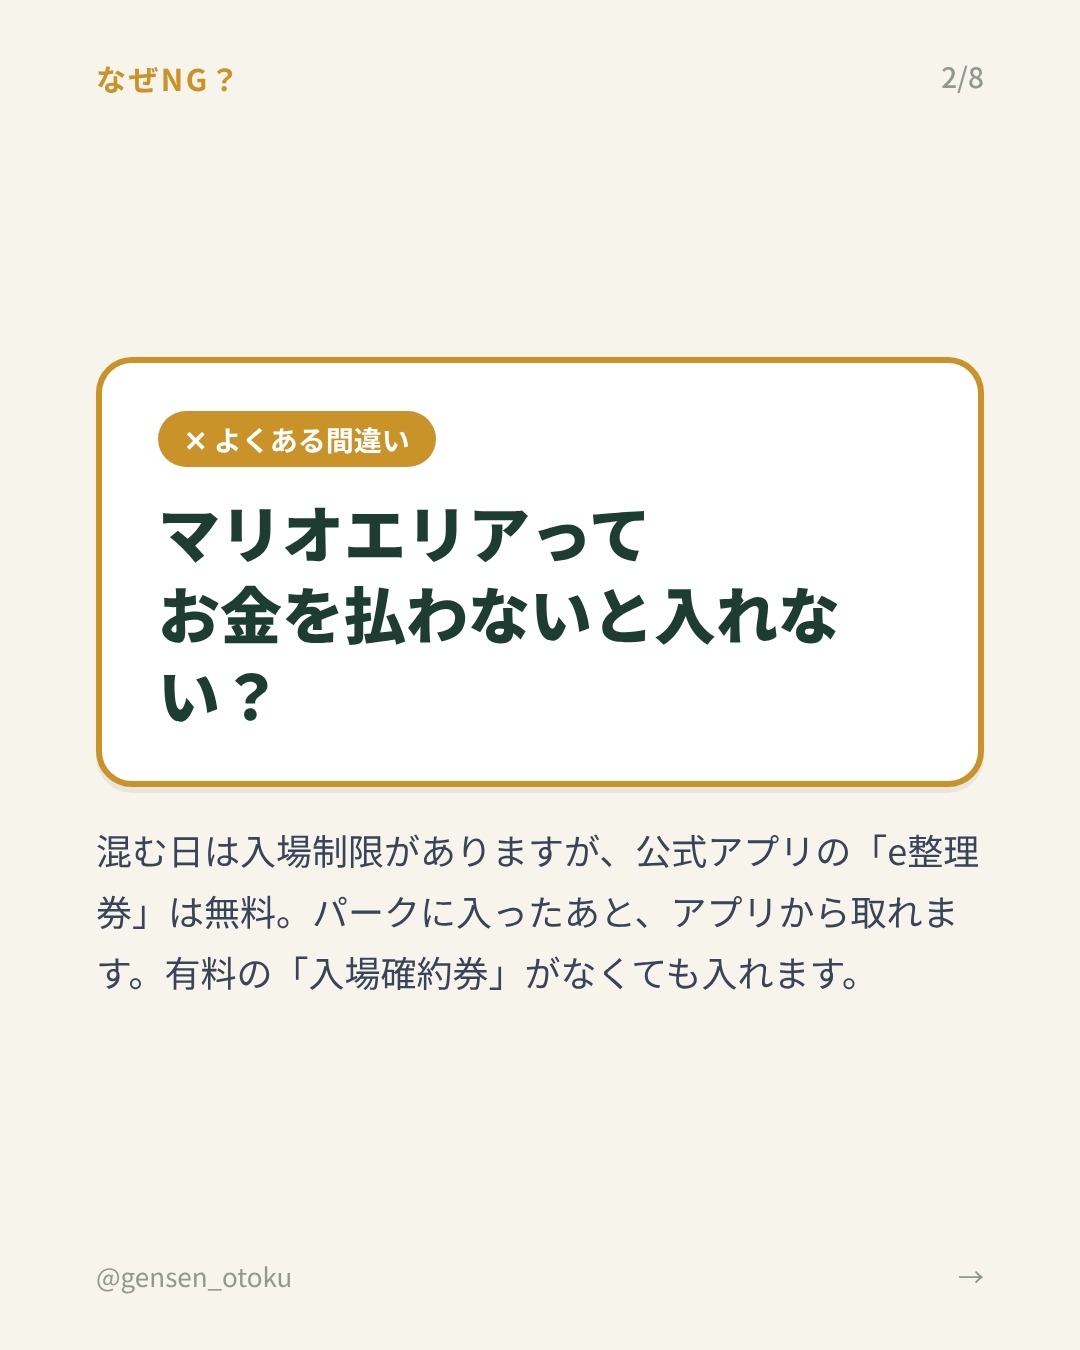 なぜNG？
2/8
× よくある間違い
マリオエリアって
お金を払わないと入れな
い？
混む日は入場制限がありますが、公式アプリの「e整理
券」は無料。パークに入ったあと、アプリから取れま
す。有料の「入場確約券」がなくても入れます。
@gensen_otoku
→